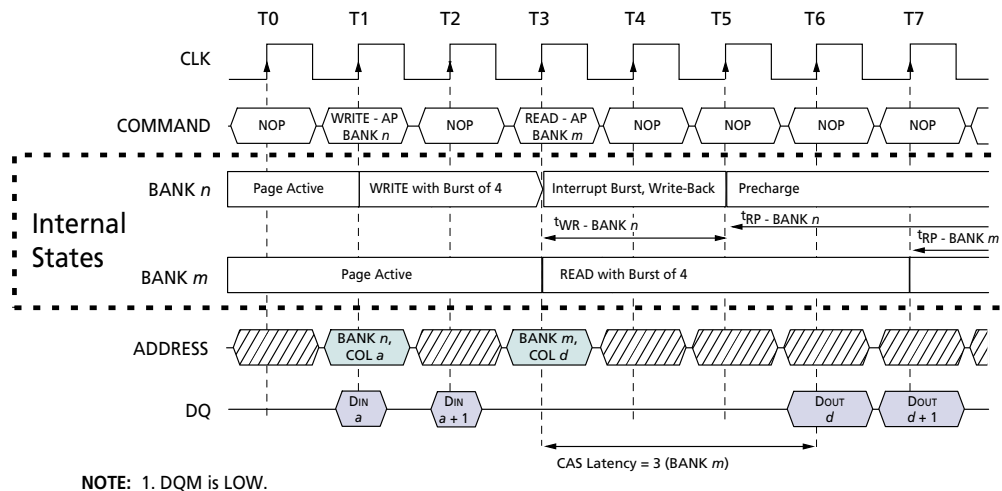 T0 T1 T2 T3 T4 T5 T6 T7
CLK
COMMAND NOP WRITE - AP BANK n NOP READ - AP BANK m NOP NOP NOP NOP
Internal States
BANK n Page Active WRITE with Burst of 4 Interrupt Burst, Write-Back Precharge
tWR - BANK n tRP - BANK n
tRP - BANK m
BANK m Page Active READ with Burst of 4
ADDRESS BANK n, COL a BANK m, COL d
DQ DIN a DIN a + 1 DOUT d DOUT d + 1
CAS Latency = 3 (BANK m)
NOTE: 1. DQM is LOW.